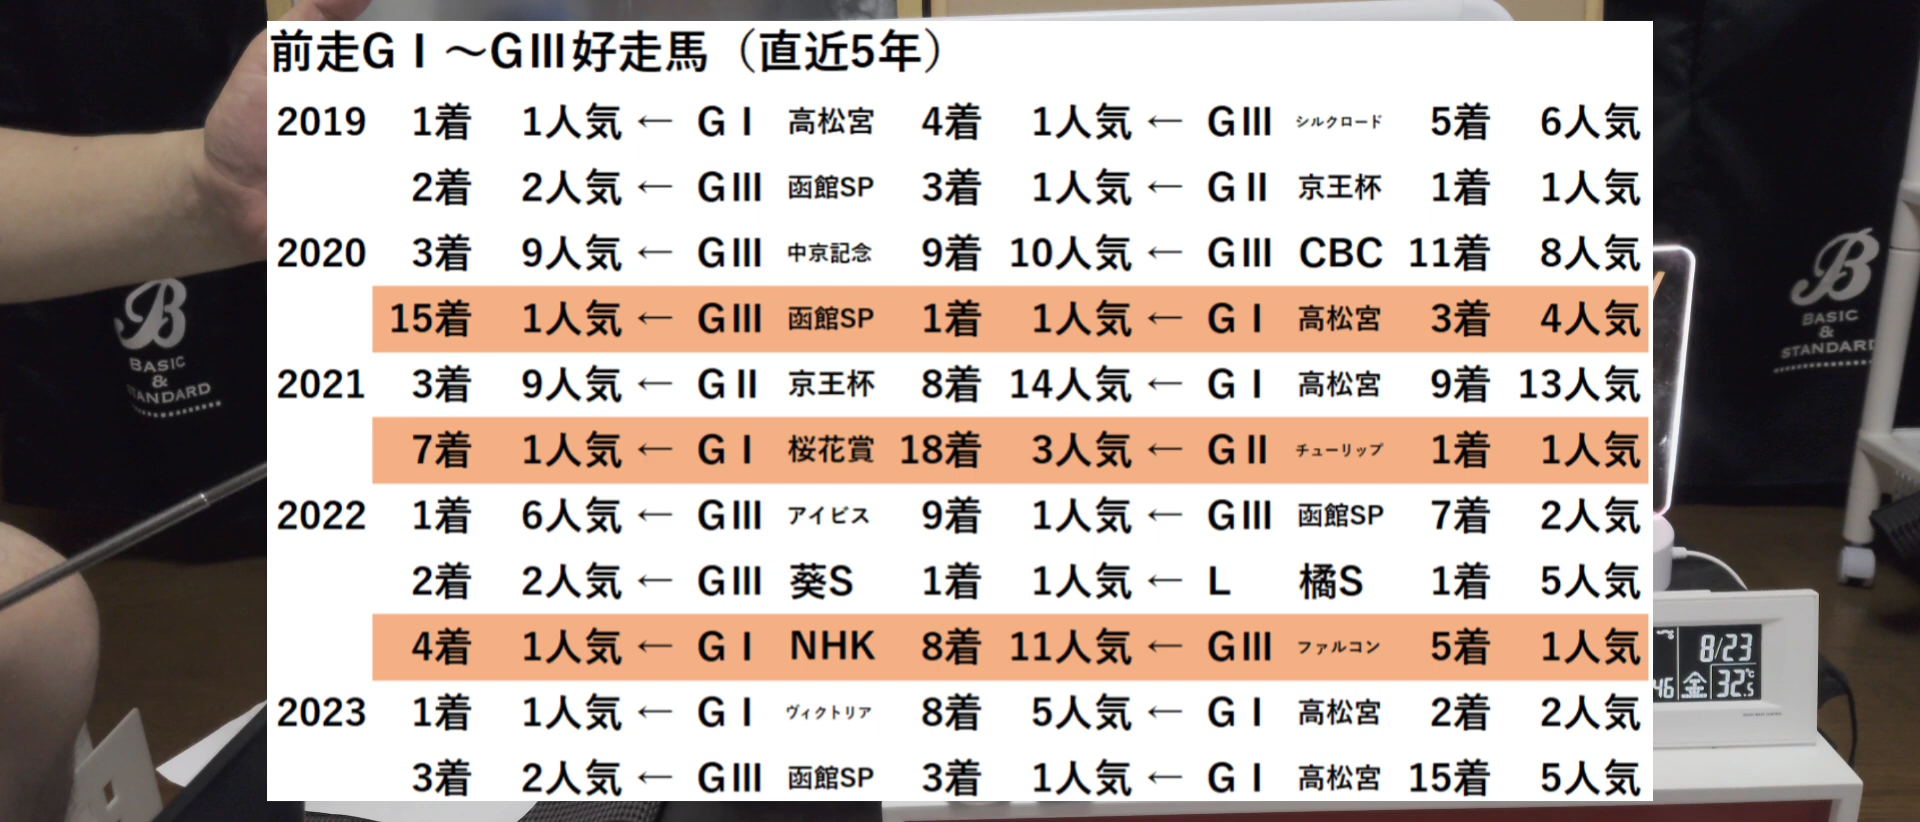 前走GⅠ～GⅢ好走馬（直近5年）
2019 1着 1人気 ← GⅠ 高松宮 4着 1人気 ← GⅢ シルクロード 5着 6人気
2着 2人気 ← GⅢ 函館SP 3着 1人気 ← GⅡ 京王杯 1着 1人気
2020 3着 9人気 ← GⅢ 中京記念 9着 10人気 ← GⅢ CBC 11着 8人気
15着 1人気 ← GⅢ 函館SP 1着 1人気 ← GⅠ 高松宮 3着 4人気
2021 3着 9人気 ← GⅡ 京王杯 8着 14人気 ← GⅠ 高松宮 9着 13人気
7着 1人気 ← GⅠ 桜花賞 18着 3人気 ← GⅡ チューリップ 1着 1人気
2022 1着 6人気 ← GⅢ アイビス 9着 1人気 ← GⅢ 函館SP 7着 2人気
2着 2人気 ← GⅢ 葵S 1着 1人気 ← L 橘S 1着 5人気
4着 1人気 ← GⅠ NHK 8着 11人気 ← GⅢ ファルコン 5着 1人気
2023 1着 1人気 ← GⅠ ヴィクトリア 8着 5人気 ← GⅠ 高松宮 2着 2人気
3着 2人気 ← GⅢ 函館SP 3着 1人気 ← GⅠ 高松宮 15着 5人気
B
BASIC
&
STANDARD
B
BASIC
&
STANDARD
8/23
46 金 32.5℃